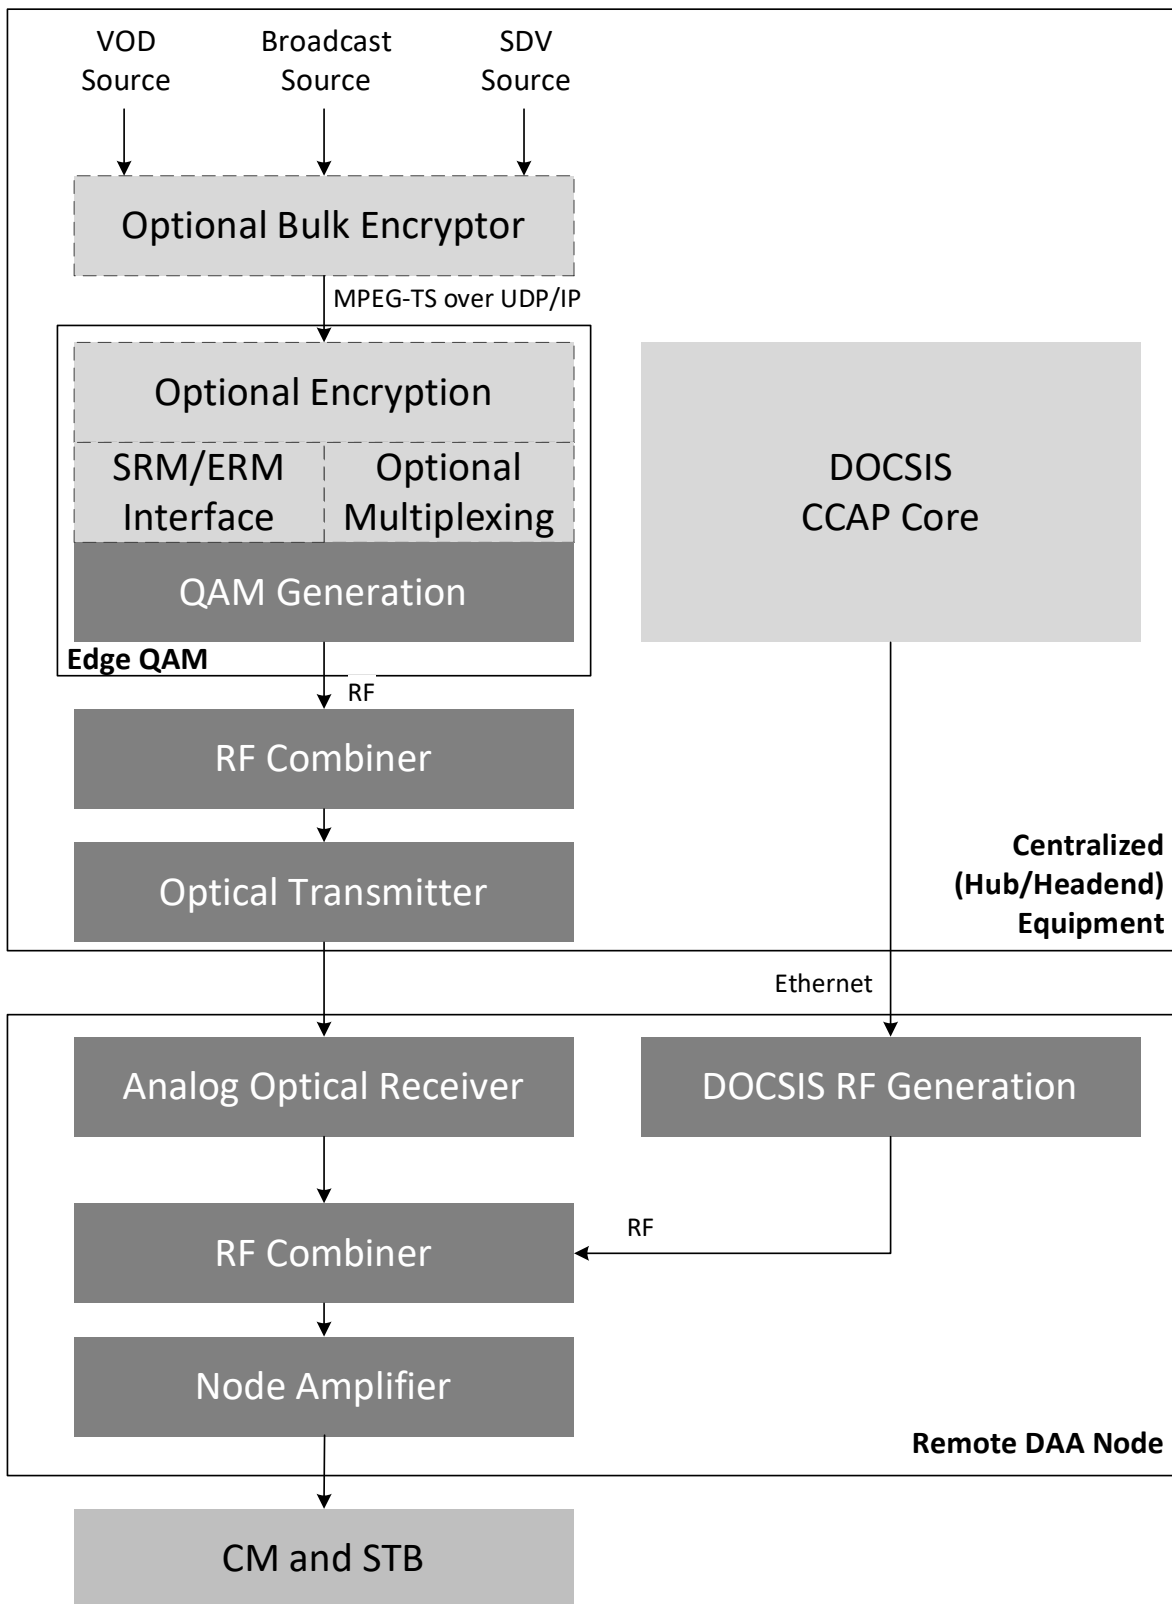 VOD
Source
Broadcast
Source
SDV
Source
Optional Bulk Encryptor
MPEG-TS over UDP/IP
Optional Encryption
SRM/ERM
Interface
Optional
Multiplexing
QAM Generation
Edge QAM
DOCSIS
CCAP Core
RF
RF Combiner
Optical Transmitter
Centralized
(Hub/Headend)
Equipment
Ethernet
Analog Optical Receiver
DOCSIS RF Generation
RF Combiner
RF
Node Amplifier
Remote DAA Node
CM and STB